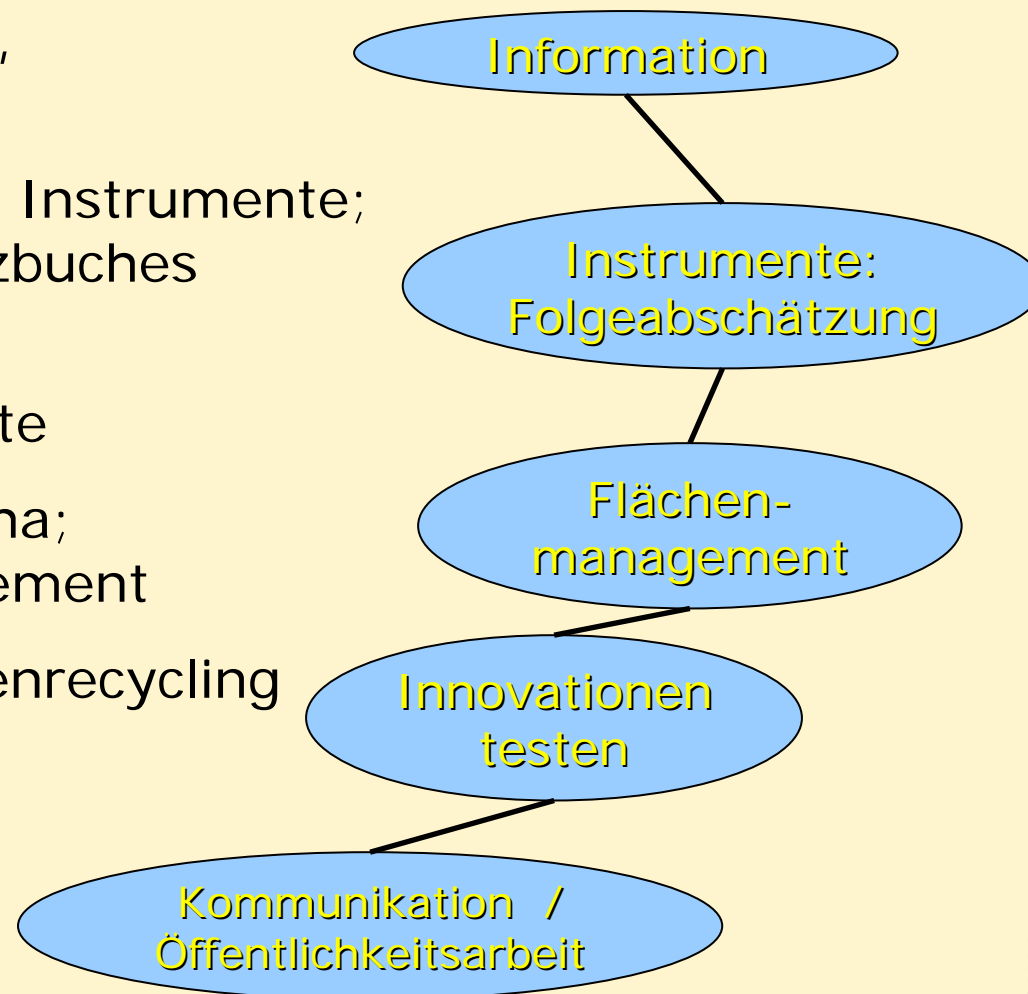 Information
Instrumente;
zbuches
Instrumente:
Folgeabschätzung
te
na;
ement
Flächen-
management
enrecycling
Innovationen
testen
Kommunikation /
Öffentlichkeitsarbeit